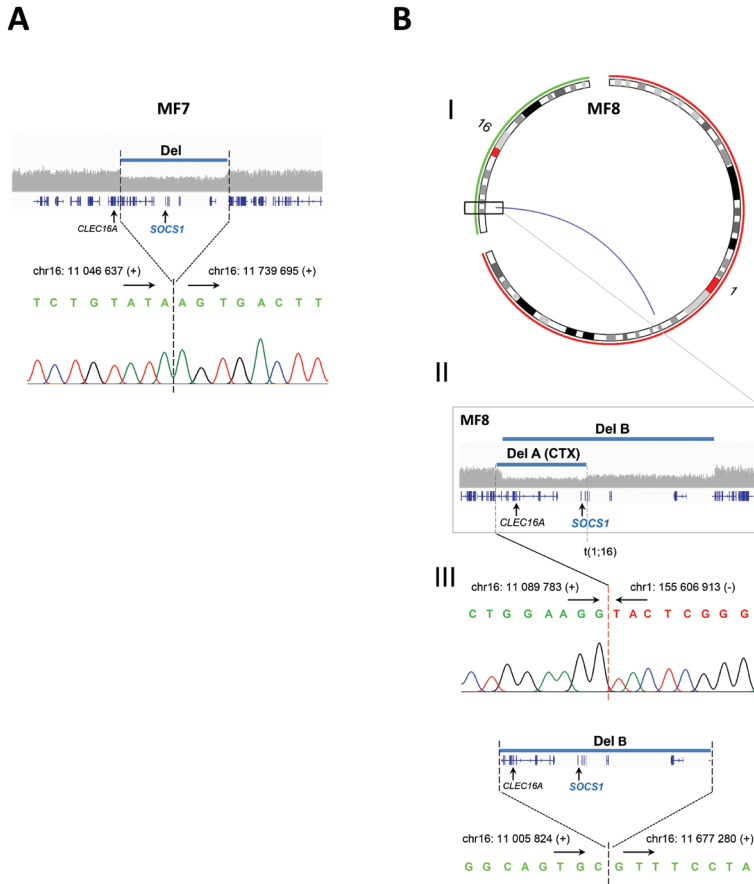 A
B
MF7
Del
CLEC16A
SOCS1
chr16: 11 046 637 (+)
chr16: 11 739 695 (+)
T C T G T A T A A G T G A C T T
I
MF8
16
1
II
MF8
Del B
Del A (CTX)
CLEC16A
SOCS1
t(1;16)
III
chr16: 11 089 783 (+)
chr1: 155 606 913 (-)
C T G G A A G G T A C T C G G G
Del B
CLEC16A
SOCS1
chr16: 11 005 824 (+)
chr16: 11 677 280 (+)
G G C A G T G C G T T T C C T A